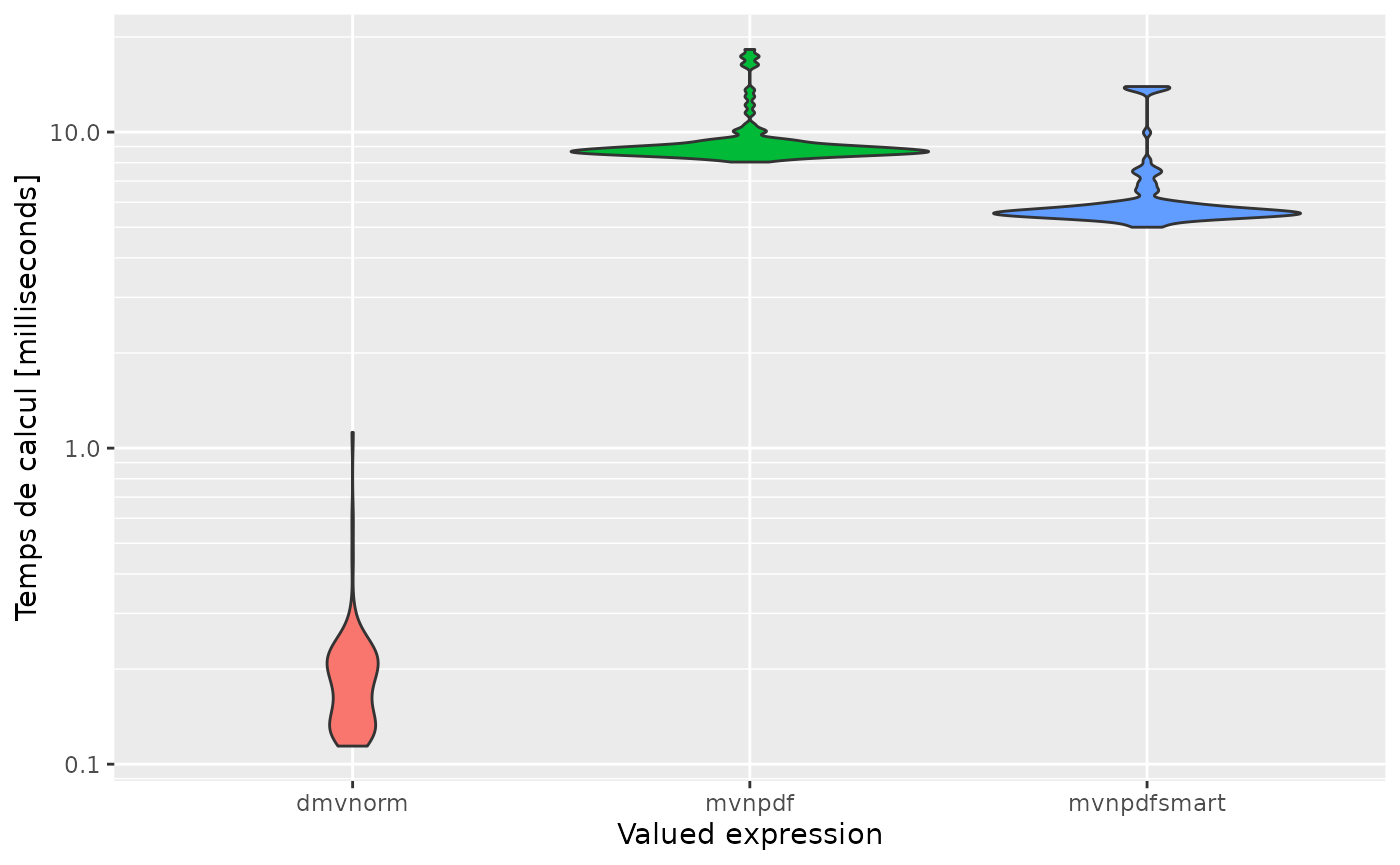 Temps de calcul [milliseconds]
10.0
1.0
0.1
dmvnorm mvnpdf mvnpdfsmart
Valued expression